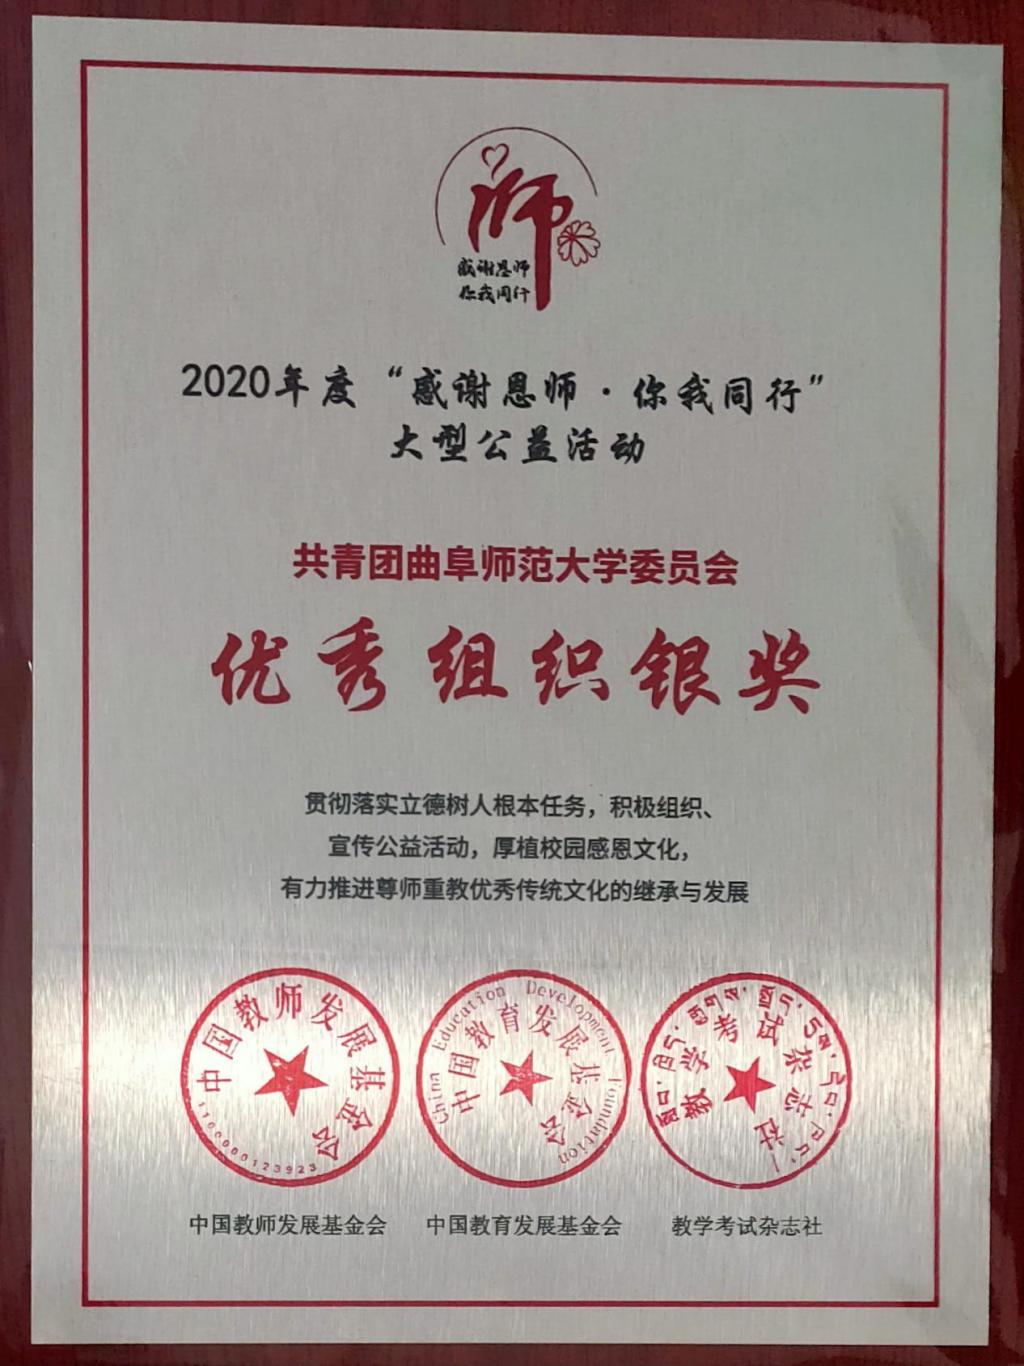 师
感谢恩师
你我同行
2020年度“感谢恩师·你我同行”
大型公益活动
共青团曲阜师范大学委员会
优秀组织银奖
贯彻落实立德树人根本任务，积极组织、
宣传公益活动，厚植校园感恩文化，
有力推进尊师重教优秀传统文化的继承与发展
中国教师发展基金会
1100000123923
China Education Development Foundation
中国教育发展基金会
教学考试杂志社
中国教师发展基金会
中国教育发展基金会
教学考试杂志社